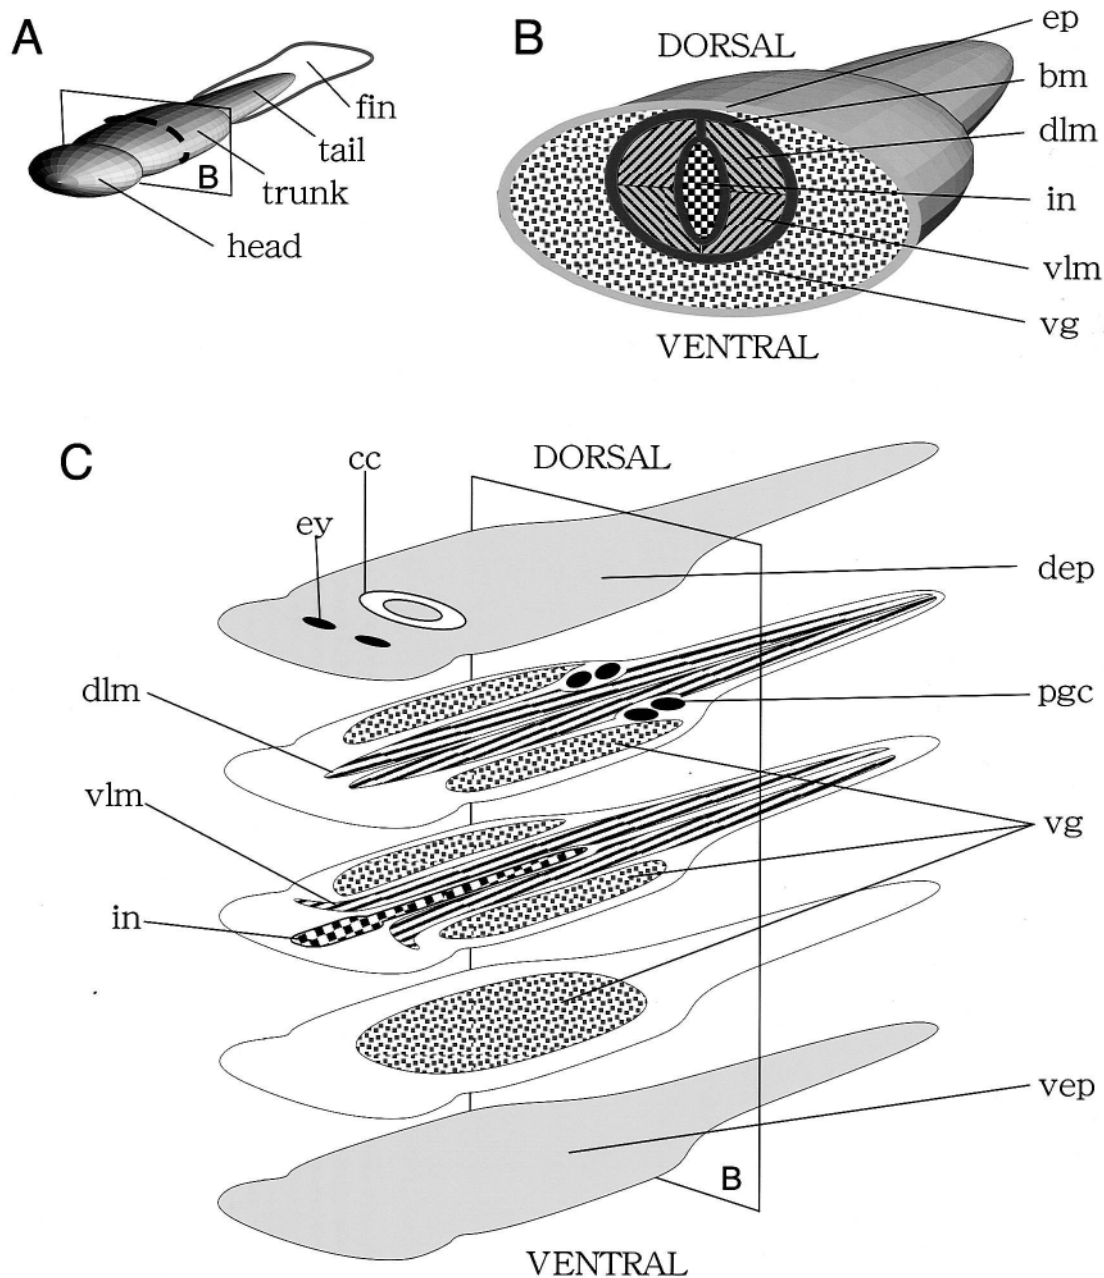 A
fin
tail
B
trunk
head
B
DORSAL
ep
bm
dlm
in
vlm
vg
VENTRAL
C
cc
DORSAL
ey
dep
dlm
pgc
vlm
vg
in
vep
B
VENTRAL